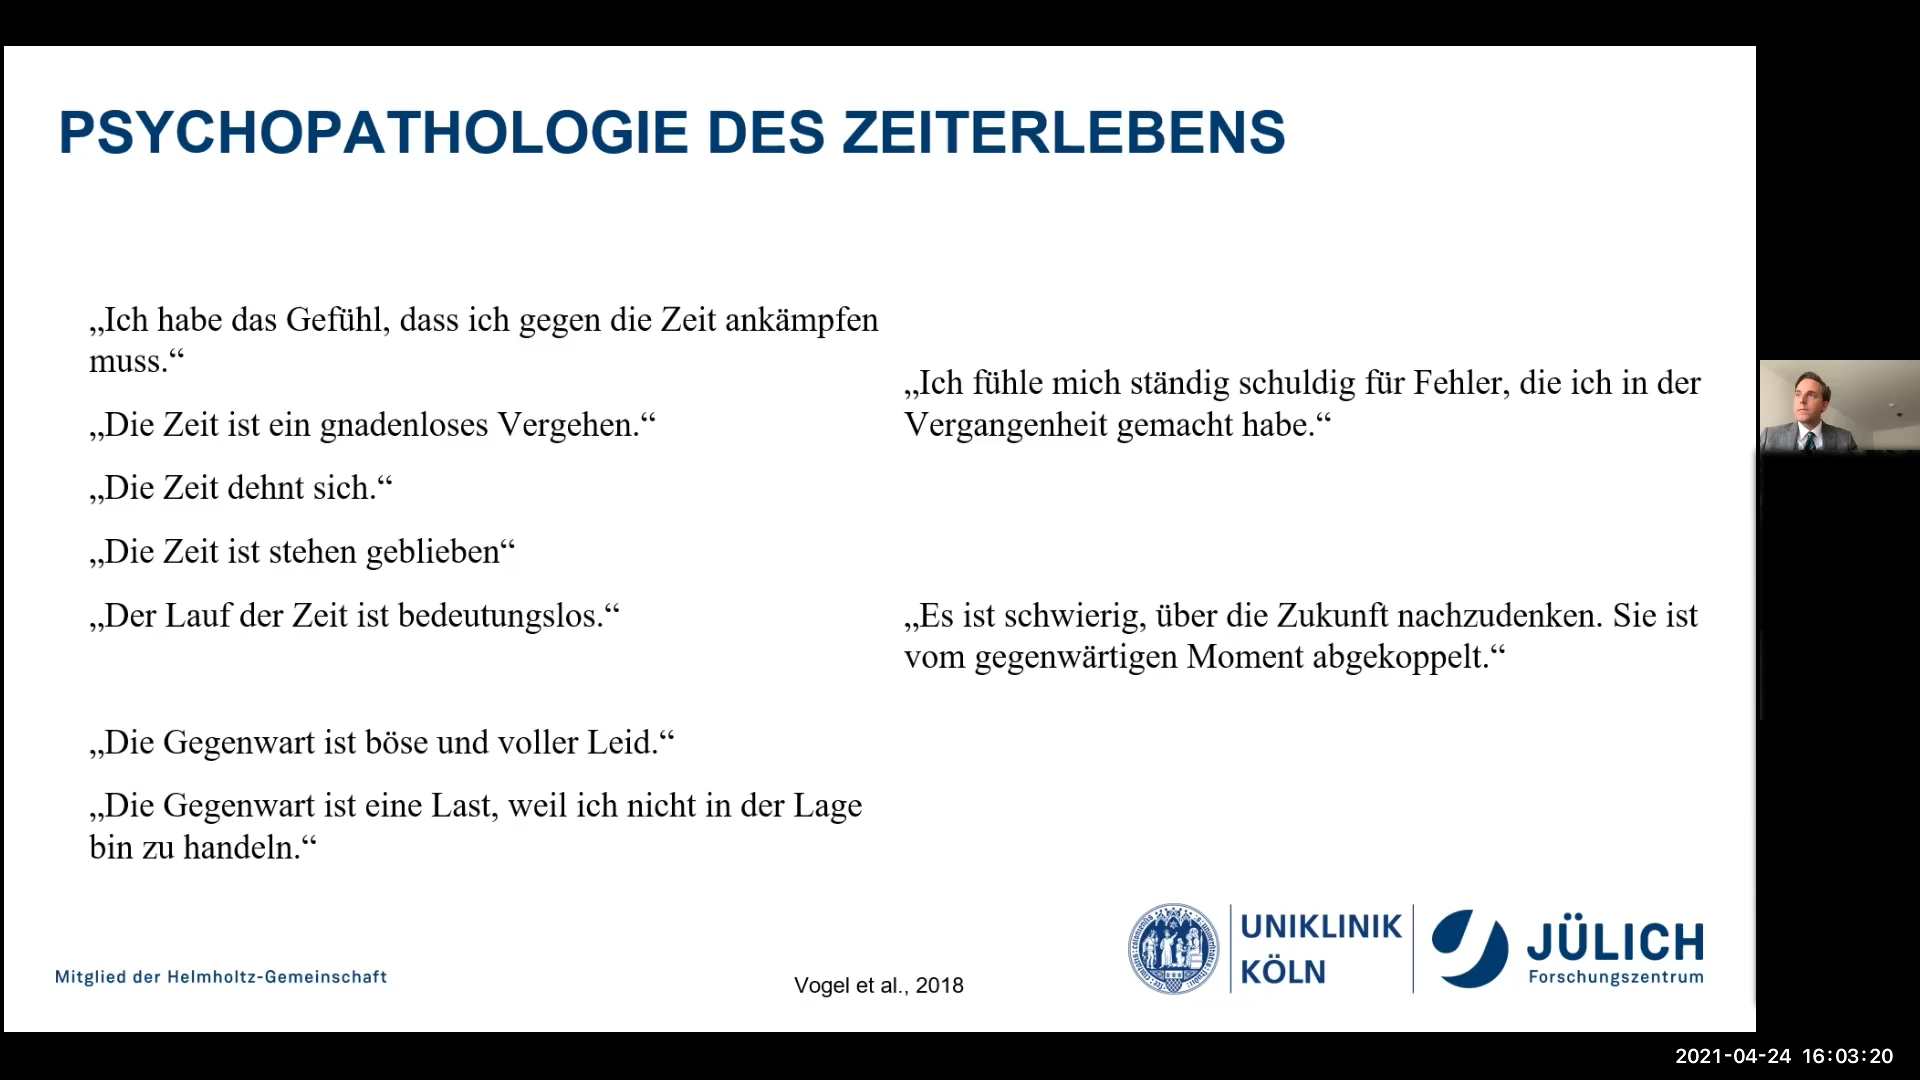 PSYCHOPATHOLOGIE DES ZEITERLEBENS
„Ich habe das Gefühl, dass ich gegen die Zeit ankämpfen
muss.“
„Die Zeit ist ein gnadenloses Vergehen.“
„Die Zeit dehnt sich.“
„Die Zeit ist stehen geblieben“
„Der Lauf der Zeit ist bedeutungslos.“
„Die Gegenwart ist böse und voller Leid.“
„Die Gegenwart ist eine Last, weil ich nicht in der Lage
bin zu handeln.“
„Ich fühle mich ständig schuldig für Fehler, die ich in der
Vergangenheit gemacht habe.“
„Es ist schwierig, über die Zukunft nachzudenken. Sie ist
vom gegenwärtigen Moment abgekoppelt.“
Mitglied der Helmholtz-Gemeinschaft
Vogel et al., 2018
UNIKLINIK
KÖLN
JÜLICH
Forschungszentrum
2021-04-24 16:03:20